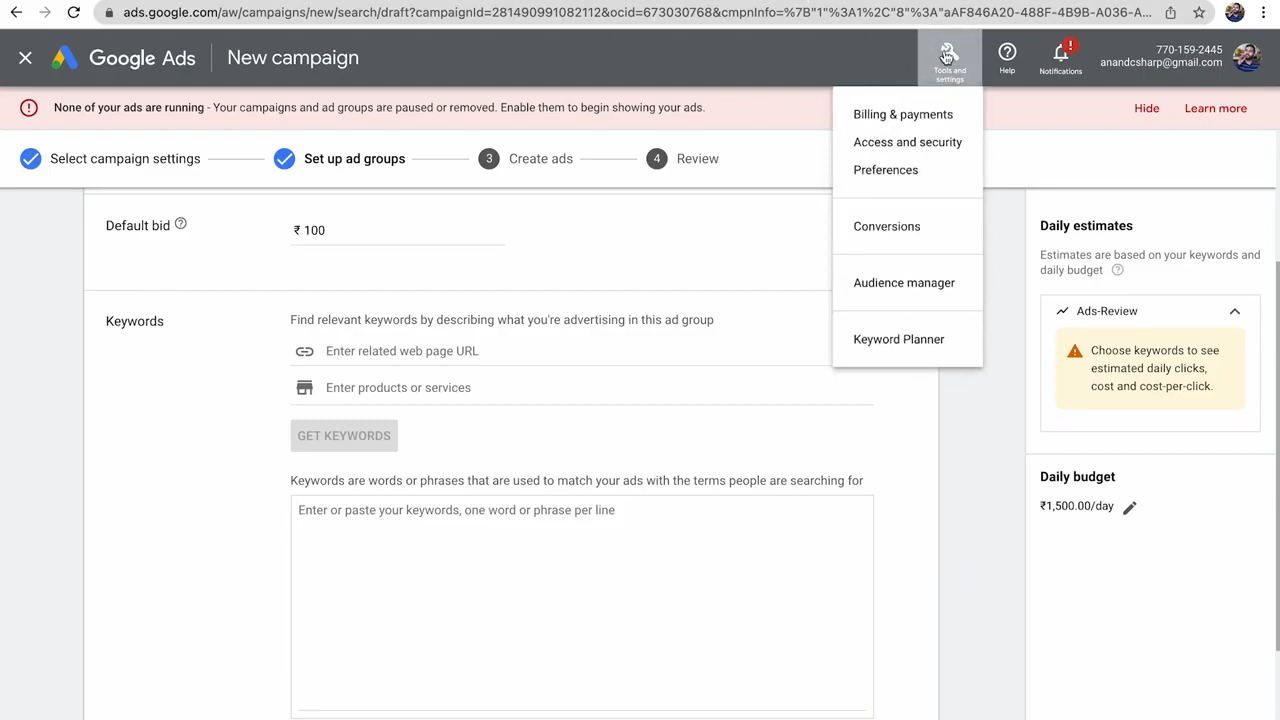 ads.google.com/aw/campaigns/new/search/draft?campaignId=281490991082112&ocid=673030768&cmpnInfo=%7B"1"%3A1%2C"8"%3A"aAF846A20-488F-4B9B-A036-A...
Google Ads
New campaign
Tools and
settings
Help
!
Notifications
770-159-2445
anandcsharp@gmail.com
None of your ads are running - Your campaigns and ad groups are paused or removed. Enable them to begin showing your ads.
Hide
Learn more
Select campaign settings
Set up ad groups
3
Create ads
4
Review
Billing & payments
Access and security
Preferences
Conversions
Audience manager
Keyword Planner
Default bid
₹ 100
Keywords
Find relevant keywords by describing what you're advertising in this ad group
Enter related web page URL
Enter products or services
GET KEYWORDS
Keywords are words or phrases that are used to match your ads with the terms people are searching for
Enter or paste your keywords, one word or phrase per line
Daily estimates
Estimates are based on your keywords and
daily budget
Ads-Review
Choose keywords to see
estimated daily clicks,
cost and cost-per-click.
Daily budget
₹1,500.00/day